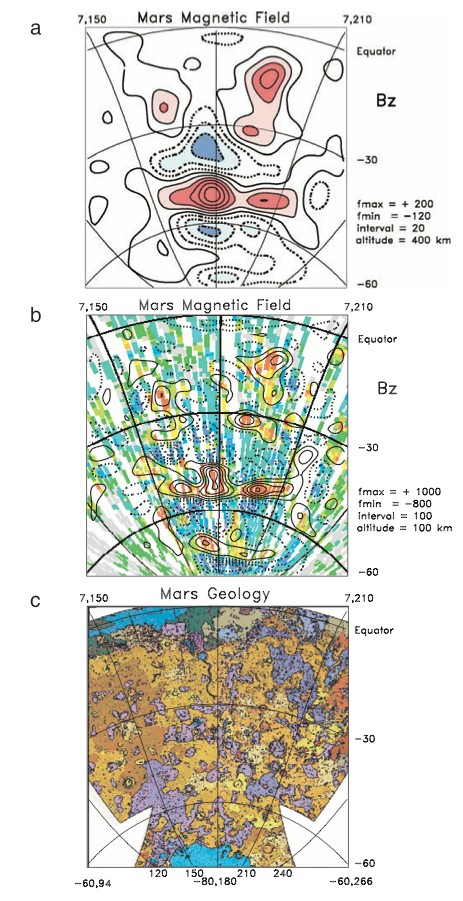 a
7,150 Mars Magnetic Field 7,210
Equator
Bz
−30
fmax = + 200
fmin = −120
interval = 20
altitude = 400 km
−60
b
7,150 Mars Magnetic Field 7,210
Equator
Bz
−30
fmax = + 1000
fmin = −800
interval = 100
altitude = 100 km
−60
c
7,150 Mars Geology 7,210
Equator
−30
−60
120 150 210 240
−60,94 −80,180 −60,266